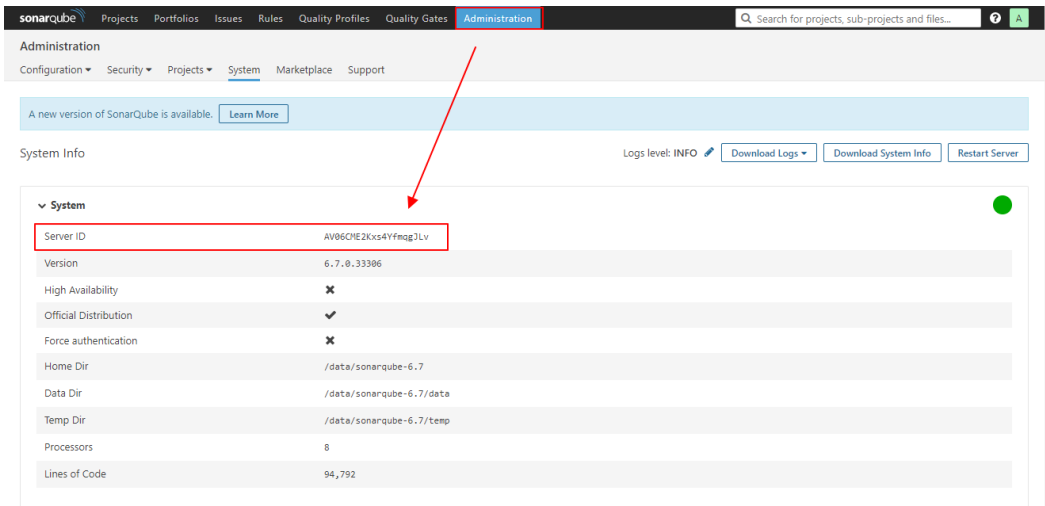 sonarqube Projects Portfolios Issues Rules Quality Profiles Quality Gates Administration Search for projects, sub-projects and files... ? A
Administration
Configuration Security Projects System Marketplace Support
A new version of SonarQube is available. Learn More
System Info Logs level: INFO Download Logs Download System Info Restart Server
System
Server ID AV06CME2Kxs4YfmqgJLv
Version 6.7.0.33306
High Availability
Official Distribution
Force authentication
Home Dir /data/sonarqube-6.7
Data Dir /data/sonarqube-6.7/data
Temp Dir /data/sonarqube-6.7/temp
Processors 8
Lines of Code 94,792